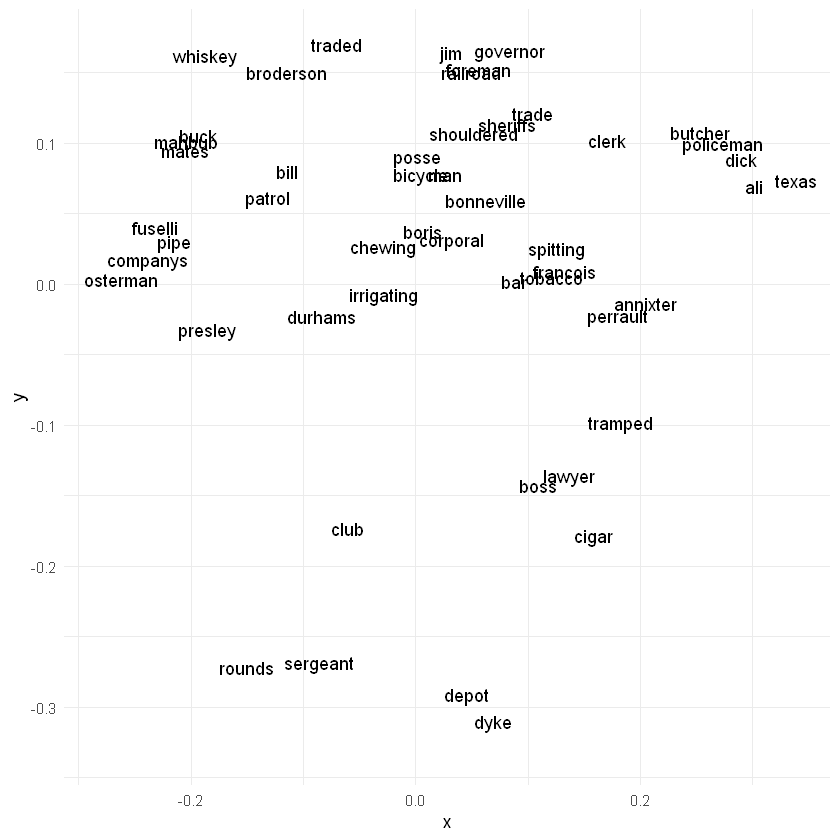 traded
jim
governor
whiskey
foreman
broderson
railroad
trade
sheriffs
shouldered
buck
clerk
butcher
policeman
0.1
mates
posse
dick
bill
bicycle
man
texas
ali
patrol
bonneville
fuselli
boris
pipe
corporal
chewing
spitting
companys
françois
tobacco
osterman
0.0
irrigating
annixter
durhams
perrault
presley
y
-0.1
tramped
lawyer
boss
club
cigar
-0.2
rounds
sergeant
depot
-0.3
dyke
-0.2
0.0
0.2
x